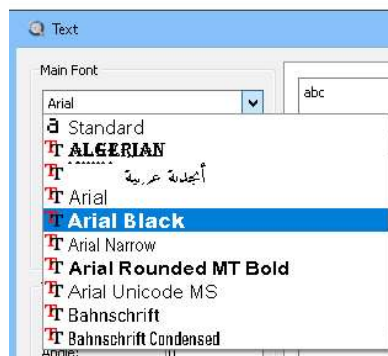 Text
Main Font
Arial
abc
a Standard
ALGERIAN
أبجدية عربية
Arial
Arial Black
Arial Narrow
Arial Rounded MT Bold
Arial Unicode MS
Bahnschrift
Bahnschrift Condensed
Angle: